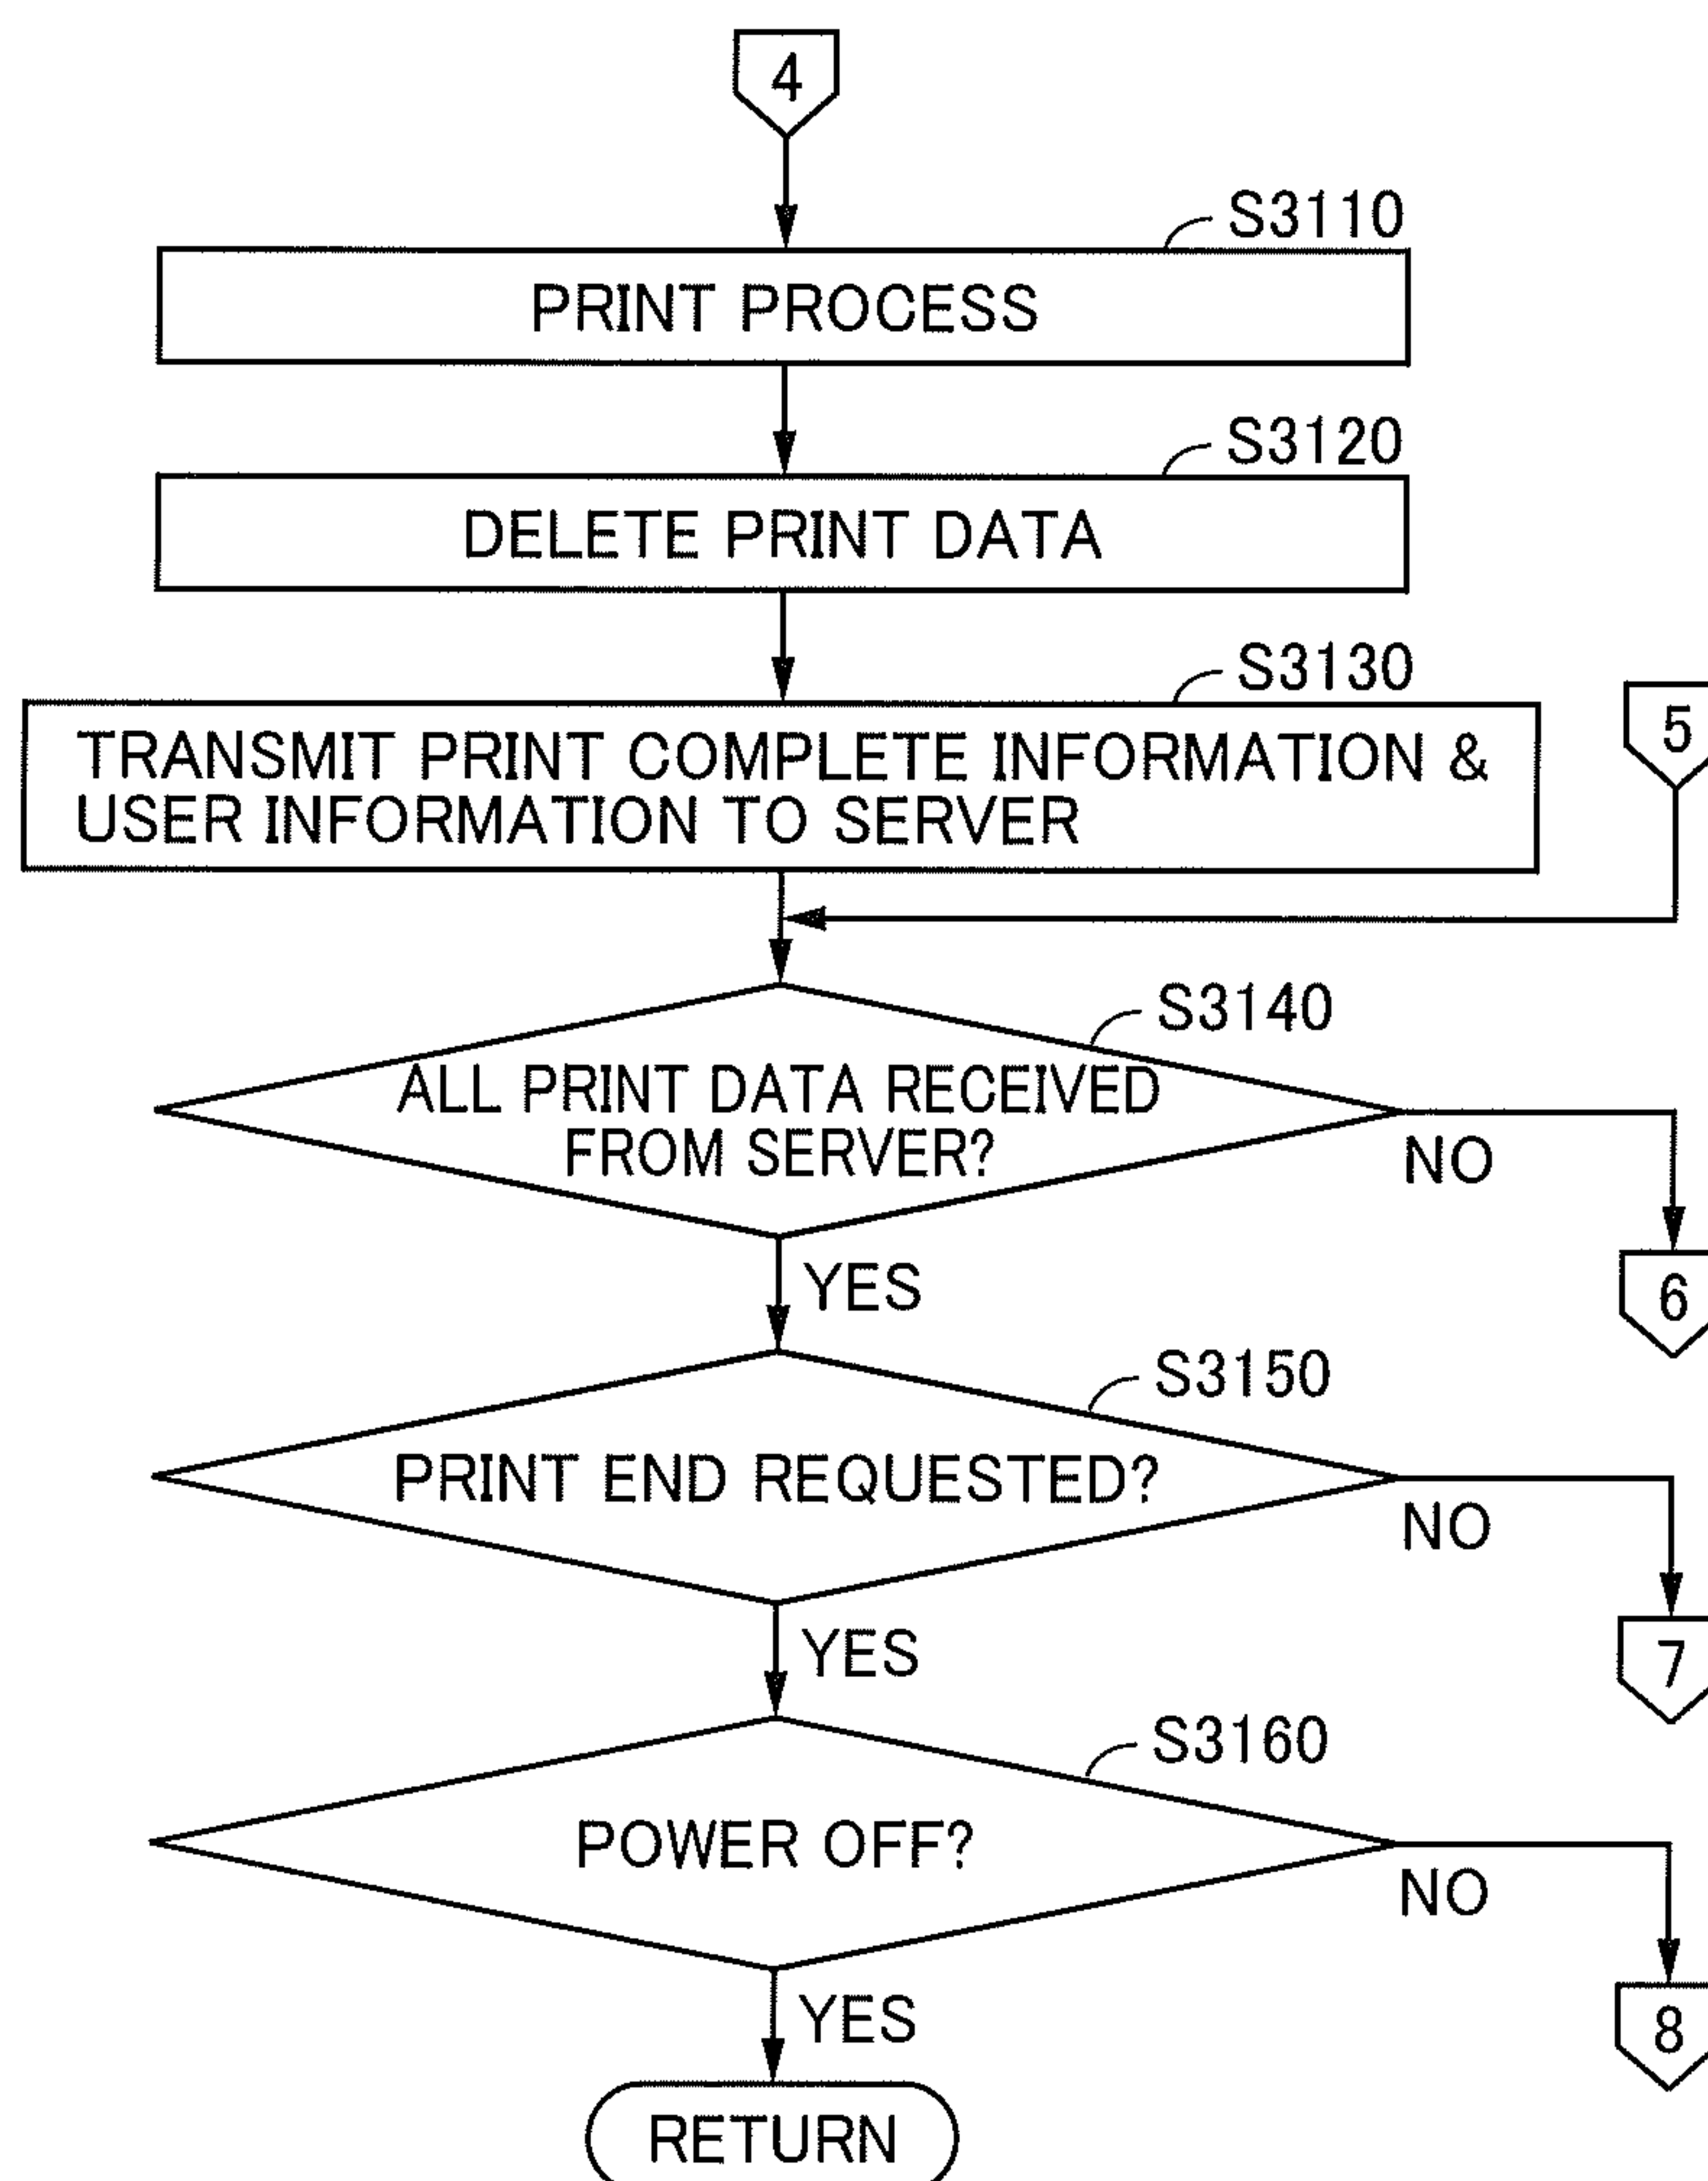 4
S3110
PRINT PROCESS
S3120
DELETE PRINT DATA
S3130
TRANSMIT PRINT COMPLETE INFORMATION &
USER INFORMATION TO SERVER
5
S3140
ALL PRINT DATA RECEIVED
FROM SERVER?
NO
YES
6
S3150
PRINT END REQUESTED?
NO
YES
7
S3160
POWER OFF?
NO
YES
8
RETURN